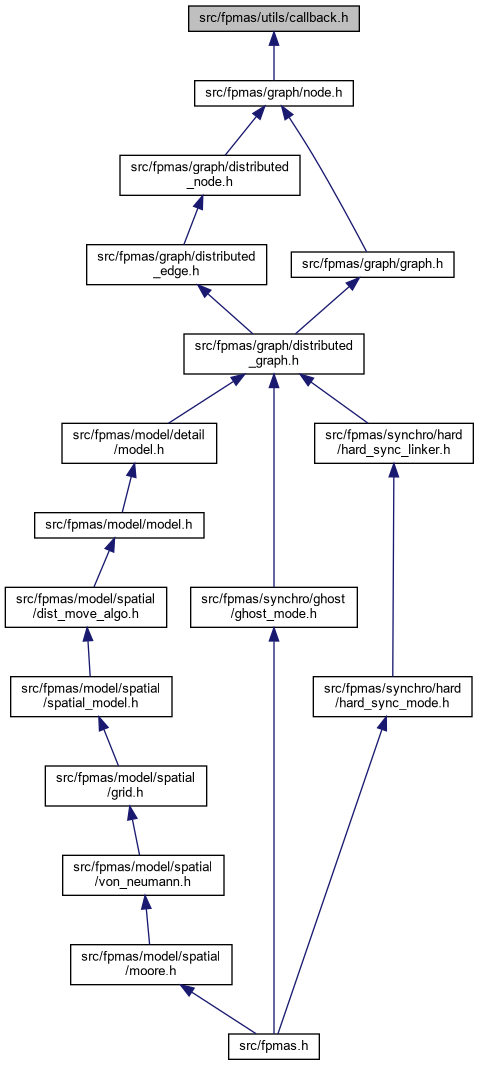 src/fpmas/utils/callback.h
src/fpmas/graph/node.h
src/fpmas/graph/distributed
_node.h
src/fpmas/graph/distributed
_edge.h
src/fpmas/graph/graph.h
src/fpmas/graph/distributed
_graph.h
src/fpmas/model/detail
/model.h
src/fpmas/synchro/hard
/hard_sync_linker.h
src/fpmas/model/model.h
src/fpmas/model/spatial
/dist_move_algo.h
src/fpmas/synchro/ghost
/ghost_mode.h
src/fpmas/model/spatial
/spatial_model.h
src/fpmas/synchro/hard
/hard_sync_mode.h
src/fpmas/model/spatial
/grid.h
src/fpmas/model/spatial
/von_neumann.h
src/fpmas/model/spatial
/moore.h
src/fpmas.h